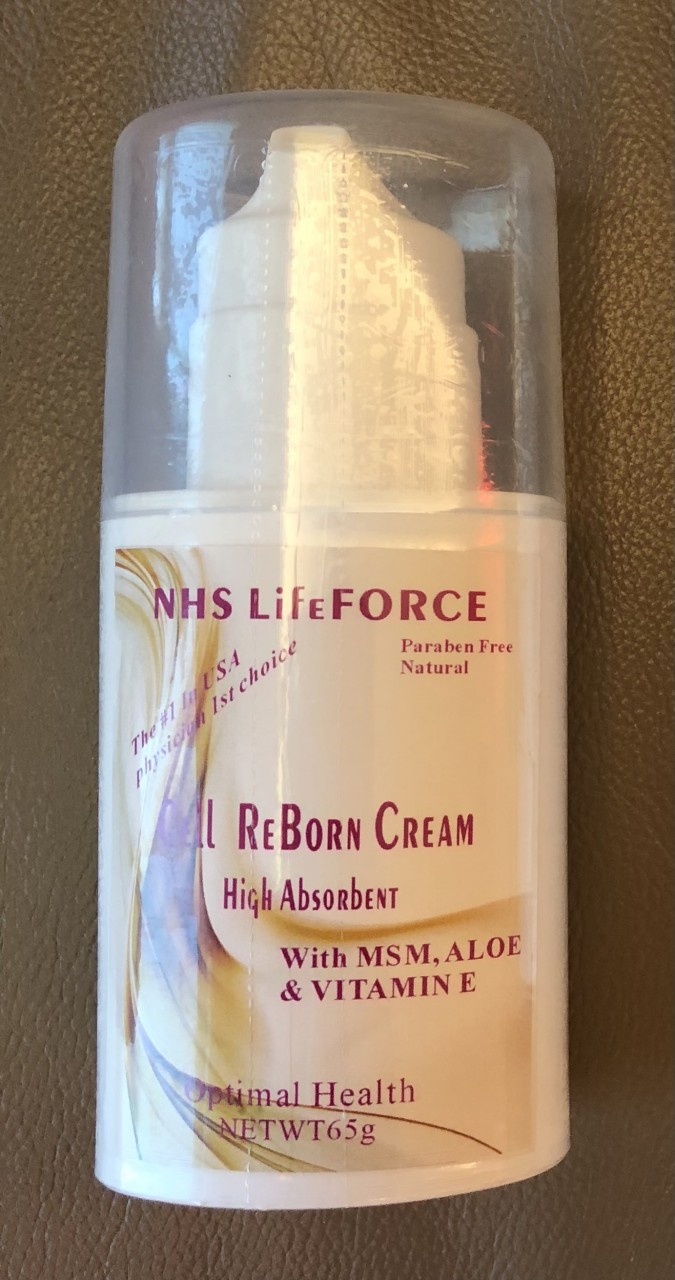 NHS LifeFORCE
Paraben Free
Natural
The #1 In USA
physician 1st choice
Cell ReBorn Cream
High Absorbent
With MSM, ALOE
& VITAMIN E
Optimal Health
NETWT65g